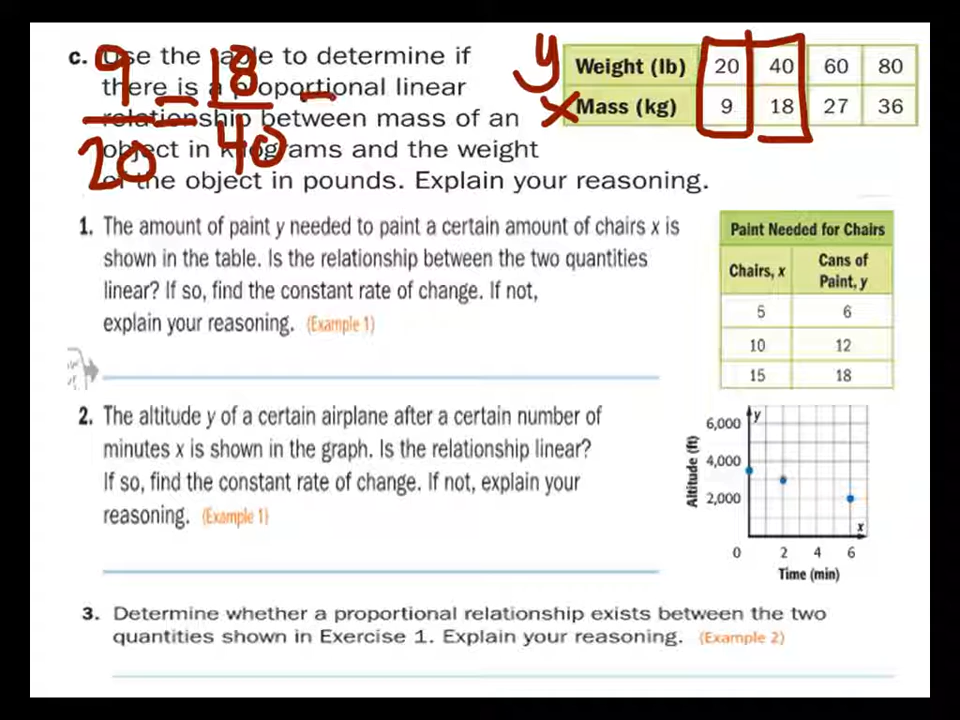 c. Use the table to determine if
there is a proportional linear
relationship between mass of an
object in kilograms and the weight
of the object in pounds. Explain your reasoning.
9/20 = 18/40 =
y
x
Weight (lb) 20 40 60 80
Mass (kg) 9 18 27 36
1. The amount of paint y needed to paint a certain amount of chairs x is
shown in the table. Is the relationship between the two quantities
linear? If so, find the constant rate of change. If not,
explain your reasoning. (Example 1)
Paint Needed for Chairs
Chairs, x Cans of Paint, y
5 6
10 12
15 18
2. The altitude y of a certain airplane after a certain number of
minutes x is shown in the graph. Is the relationship linear?
If so, find the constant rate of change. If not, explain your
reasoning. (Example 1)
Altitude (ft)
6,000
4,000
2,000
y
x
0 2 4 6
Time (min)
3. Determine whether a proportional relationship exists between the two
quantities shown in Exercise 1. Explain your reasoning. (Example 2)